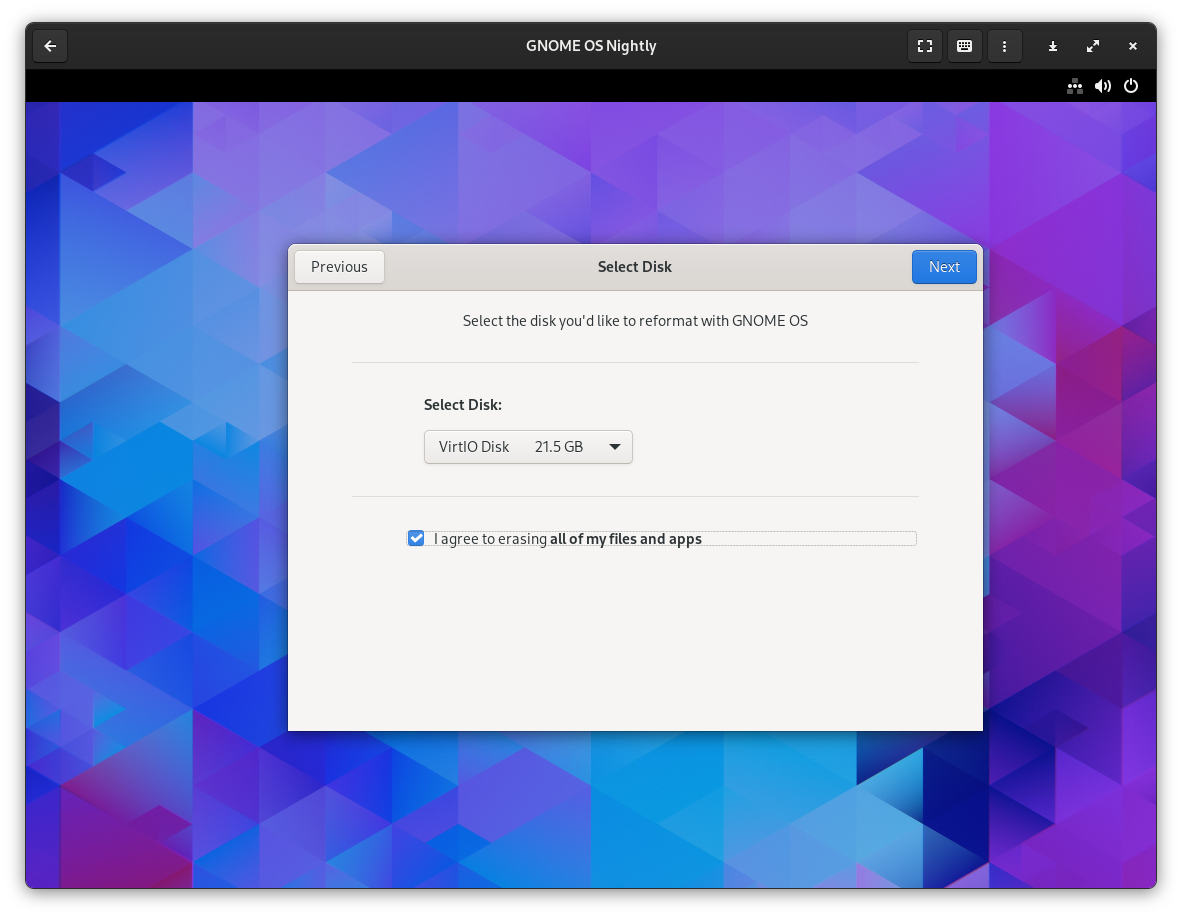 GNOME OS Nightly
Previous
Select Disk
Next
Select the disk you'd like to reformat with GNOME OS
Select Disk:
VirtIO Disk 21.5 GB
I agree to erasing all of my files and apps